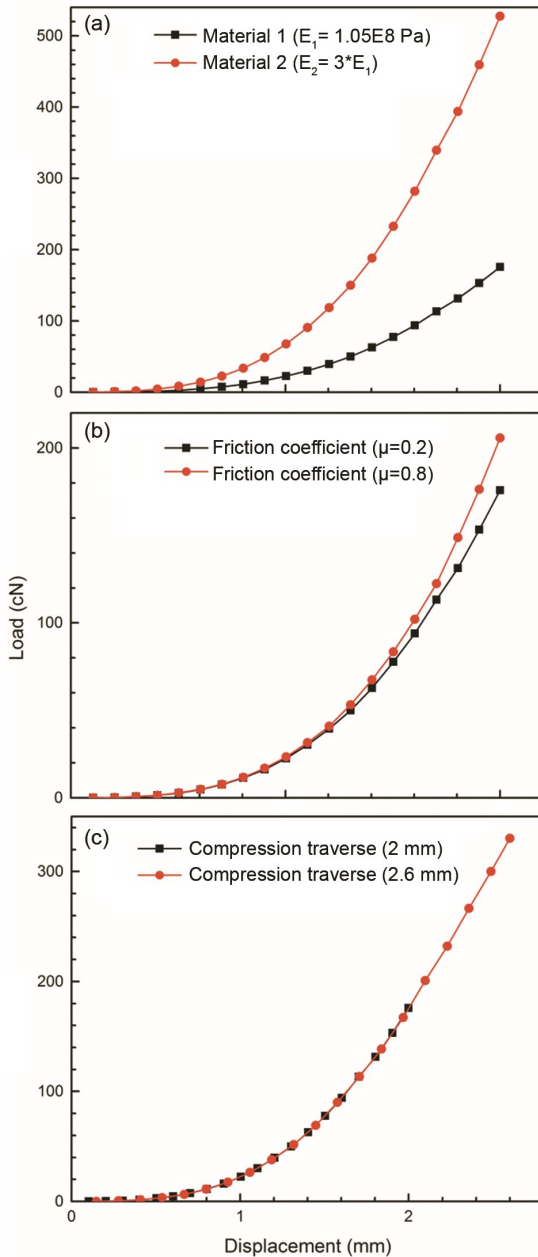 (a)
Material 1 (E₁= 1.05E8 Pa)
Material 2 (E₂= 3*E₁)
500
400
300
200
100
0
(b)
Friction coefficient (μ=0.2)
Friction coefficient (μ=0.8)
200
100
0
Load (cN)
(c)
Compression traverse (2 mm)
Compression traverse (2.6 mm)
300
200
100
0
0 1 2
Displacement (mm)